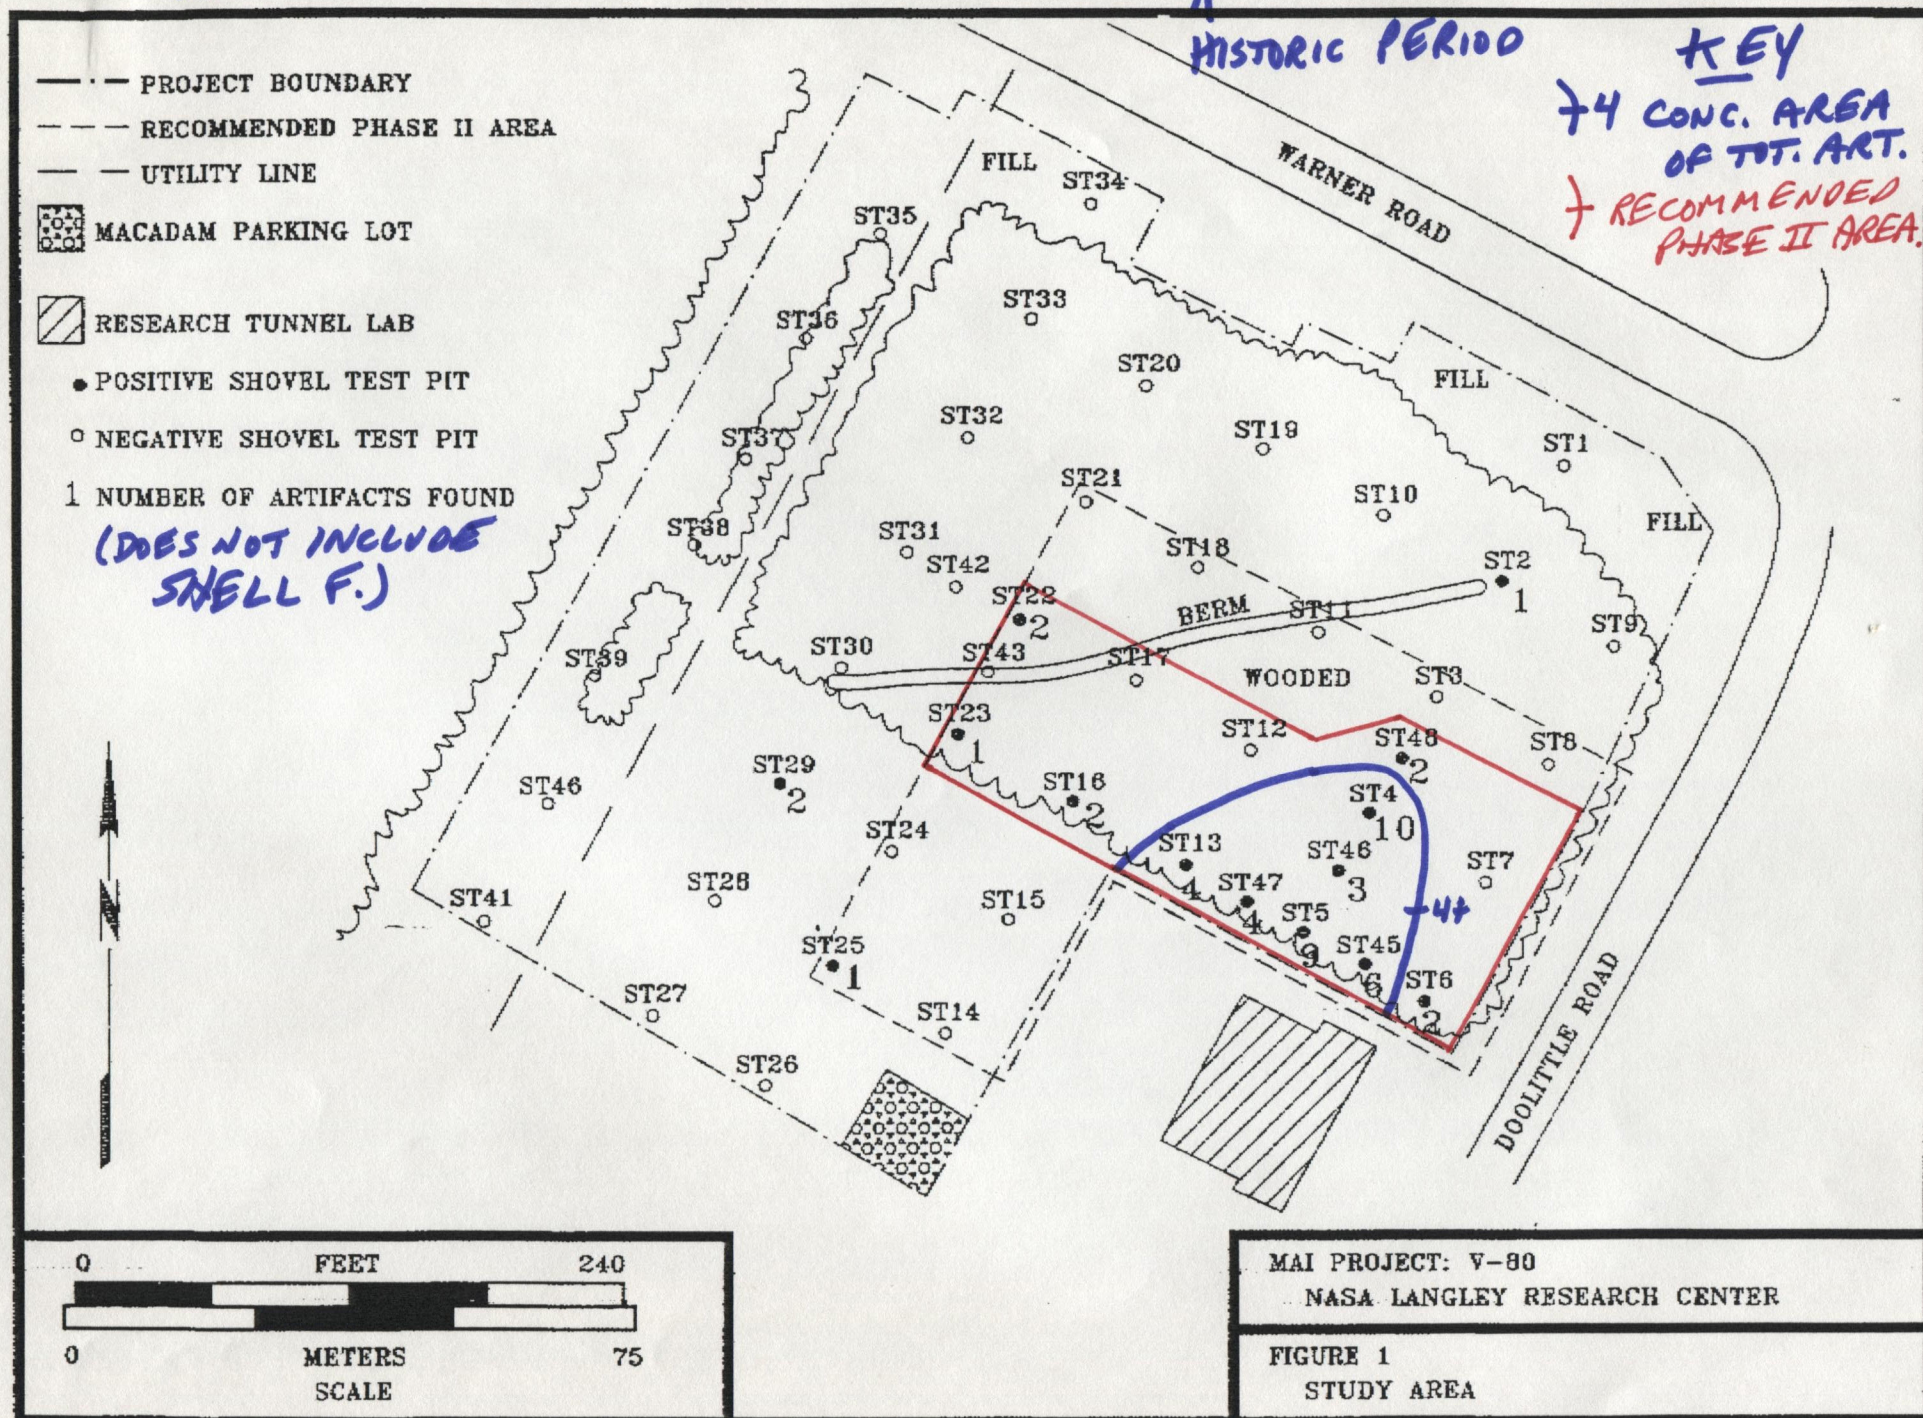 HISTORIC PERIOD
KEY
4 CONC. AREA
OF TOT. ART.
RECOMMENDED
PHASE II AREA.
PROJECT BOUNDARY
RECOMMENDED PHASE II AREA
UTILITY LINE
MACADAM PARKING LOT
RESEARCH TUNNEL LAB
POSITIVE SHOVEL TEST PIT
NEGATIVE SHOVEL TEST PIT
1 NUMBER OF ARTIFACTS FOUND
(DOES NOT INCLUDE
SHELL F.)
WARNER ROAD
FILL
ST34
ST35
ST33
ST36
ST20
FILL
ST32
ST19
ST1
ST37
ST21
ST10
FILL
ST38
ST31
ST18
ST2
1
ST42
ST22
2
BERM
ST11
ST9
ST30
ST43
ST17
WOODED
ST3
ST39
ST23
1
ST12
ST48
2
ST8
ST46
ST29
2
ST16
2
ST4
10
ST24
ST13
4
ST46
3
ST7
ST28
ST47
4
ST5
9
4+
ST41
ST15
ST25
1
ST45
6
ST6
2
ST27
ST14
ST26
DOOLITTLE ROAD
N
0 FEET 240
0 METERS 75
SCALE
MAI PROJECT: V-80
NASA LANGLEY RESEARCH CENTER
FIGURE 1
STUDY AREA